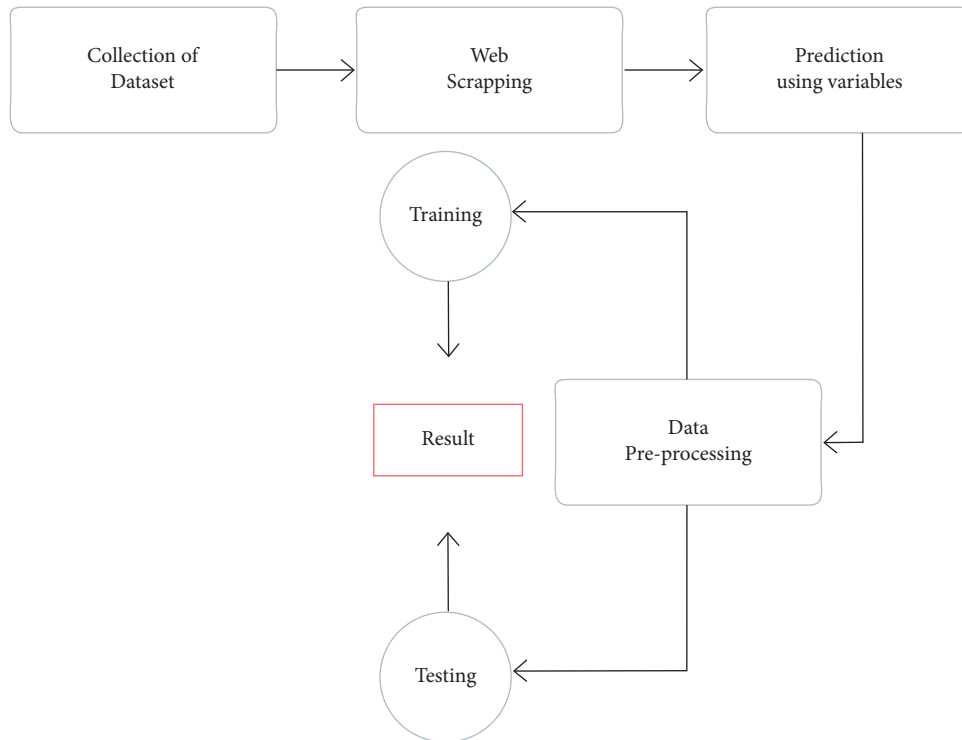 Collection of
Dataset
Web
Scrapping
Prediction
using variables
Training
Result
Data
Pre-processing
Testing